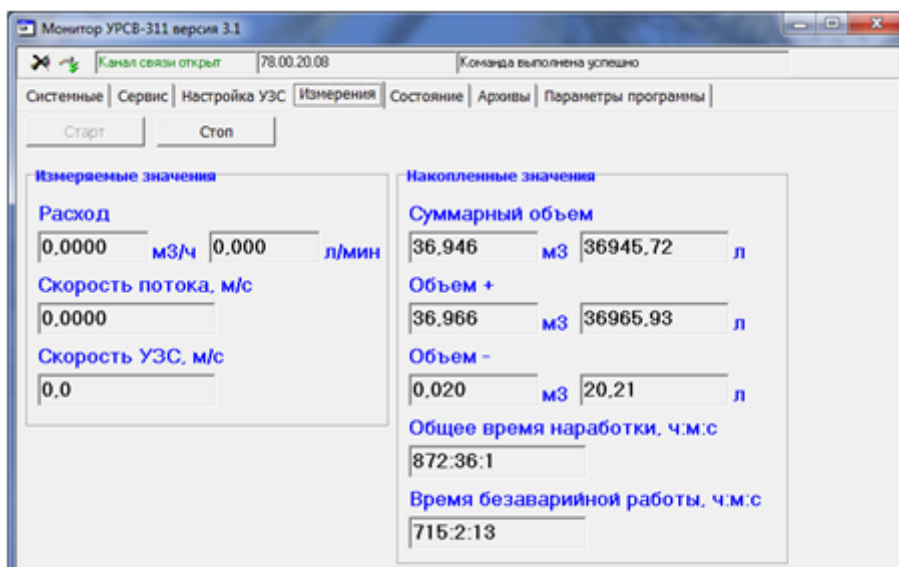 Монитор УРСВ-311 версия 3.1
Канал связи открыт 78.00.20.08 Команда выполнена успешно
Системные Сервис Настройка УЗС Измерения Состояние Архивы Параметры программы
Старт Стоп
Измеряемые значения
Расход
0,0000 м3/ч 0,000 л/мин
Скорость потока, м/с
0,0000
Скорость УЗС, м/с
0,0
Накопленные значения
Суммарный объем
36,946 м3 36945,72 л
Объем +
36,966 м3 36965,93 л
Объем -
0,020 м3 20,21 л
Общее время наработки, ч:м:с
872:36:1
Время безаварийной работы, ч:м:с
715:2:13